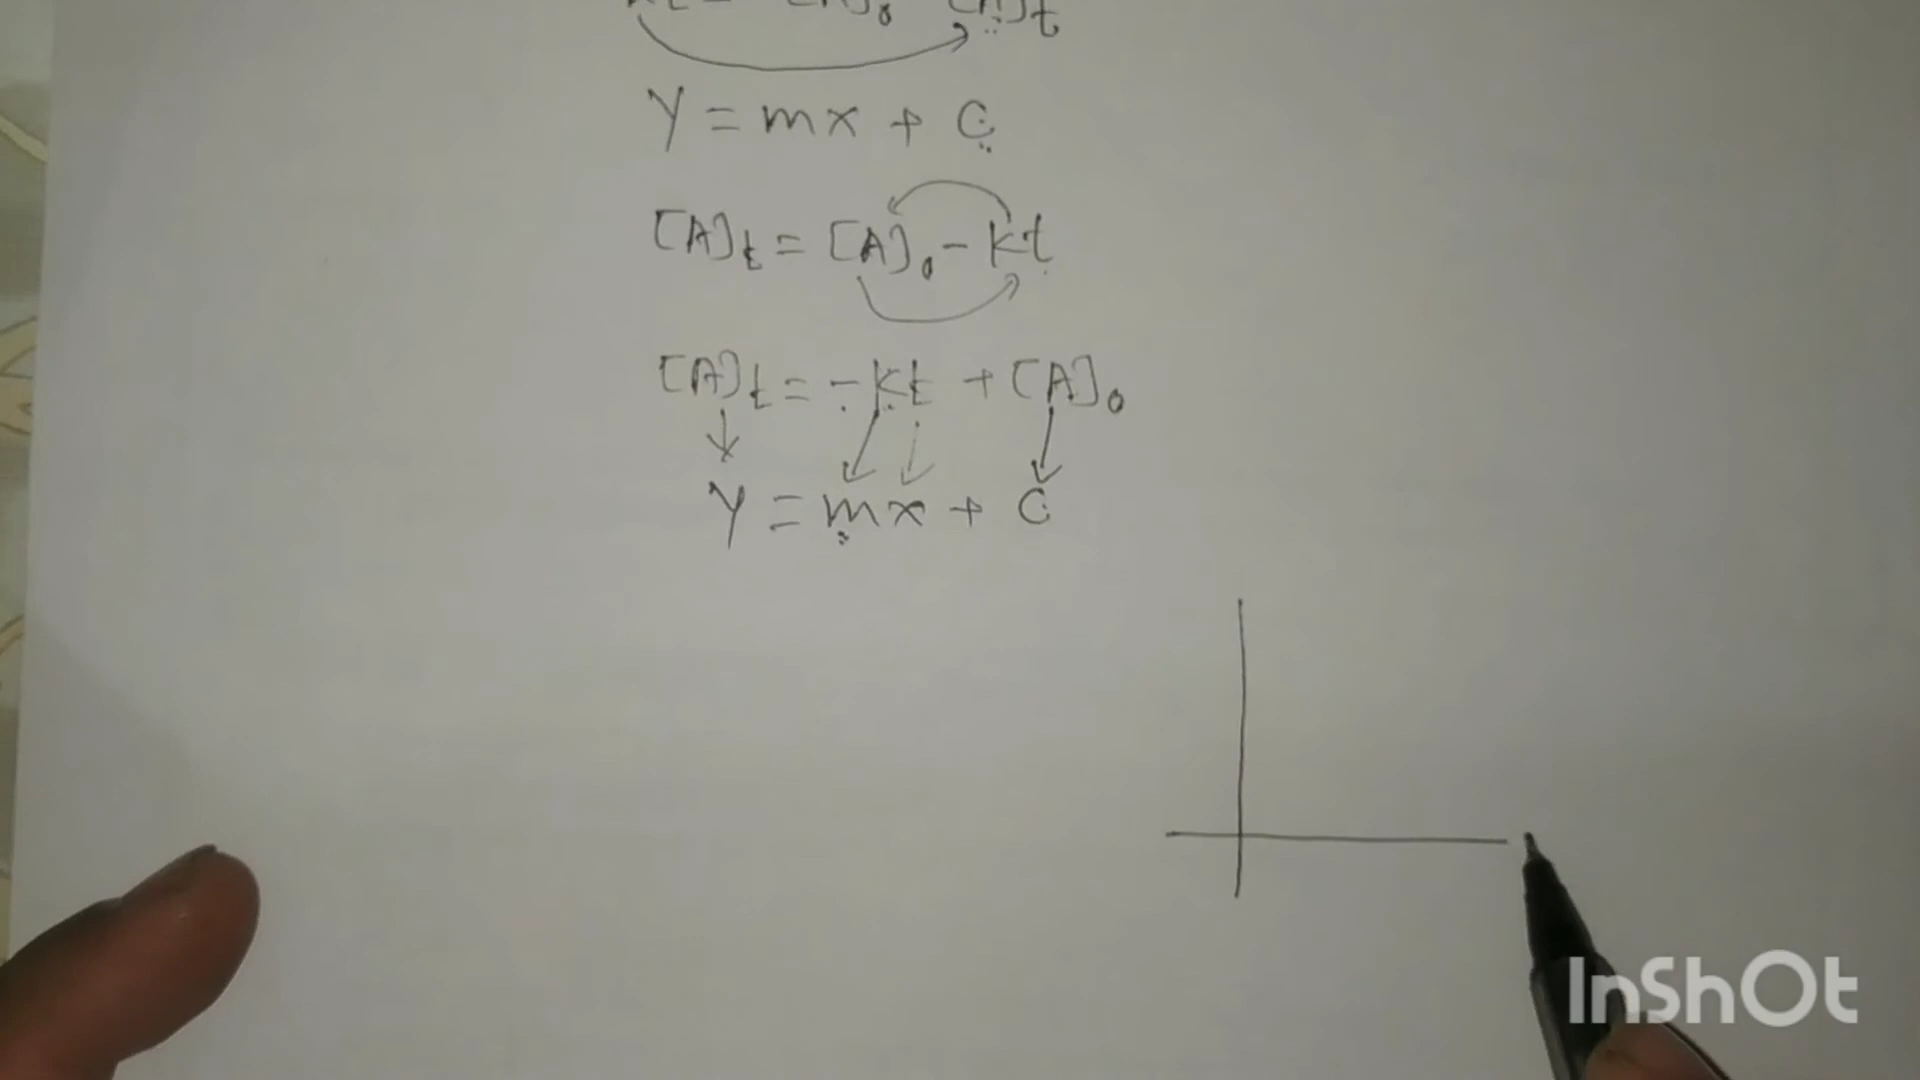 [A]t
Y = mx + C
[A]t = [A]₀ - kt
[A]t = -kt + [A]₀
Y = mx + C
InShOt